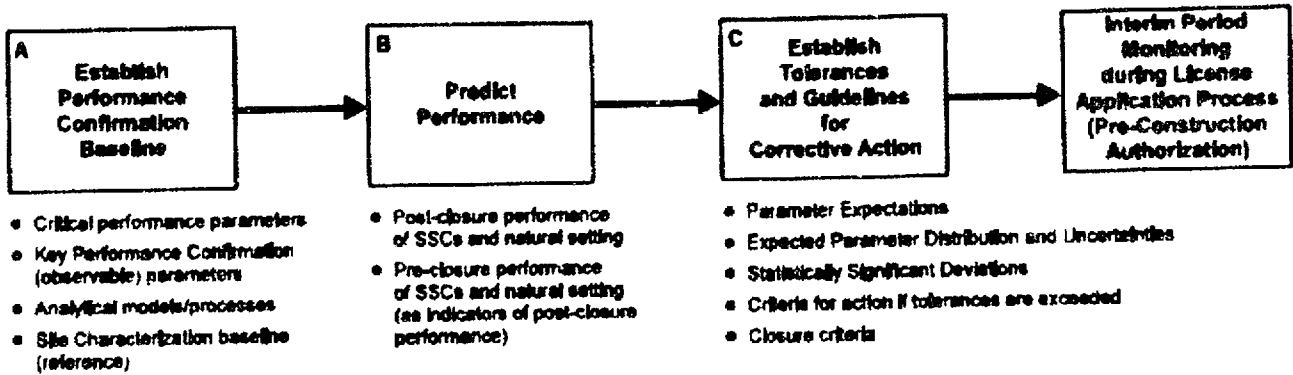 A
Establish
Performance
Confirmation
Baseline
B
Predict
Performance
C
Establish
Tolerances
and Guidelines
for
Corrective Action
Interim Period
Monitoring
during License
Application Process
(Pre-Construction
Authorization)
• Critical performance parameters
• Key Performance Confirmation
(observable) parameters
• Analytical models/processes
• Site Characterization baseline
(reference)
• Post-closure performance
of SSCs and natural setting
• Pre-closure performance
of SSCs and natural setting
(as indicators of post-closure
performance)
• Parameter Expectations
• Expected Parameter Distribution and Uncertainties
• Statistically Significant Deviations
• Criteria for action if tolerances are exceeded
• Closure criteria